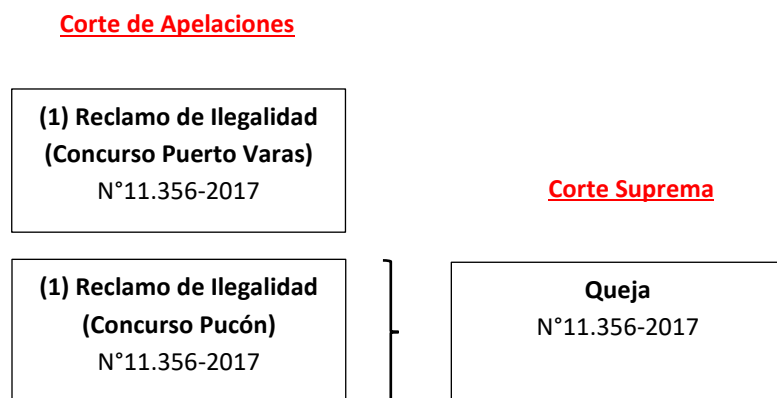 Corte de Apelaciones
(1) Reclamo de Ilegalidad
(Concurso Puerto Varas)
N°11.356-2017
Corte Suprema
(1) Reclamo de Ilegalidad
(Concurso Pucón)
N°11.356-2017
Queja
N°11.356-2017